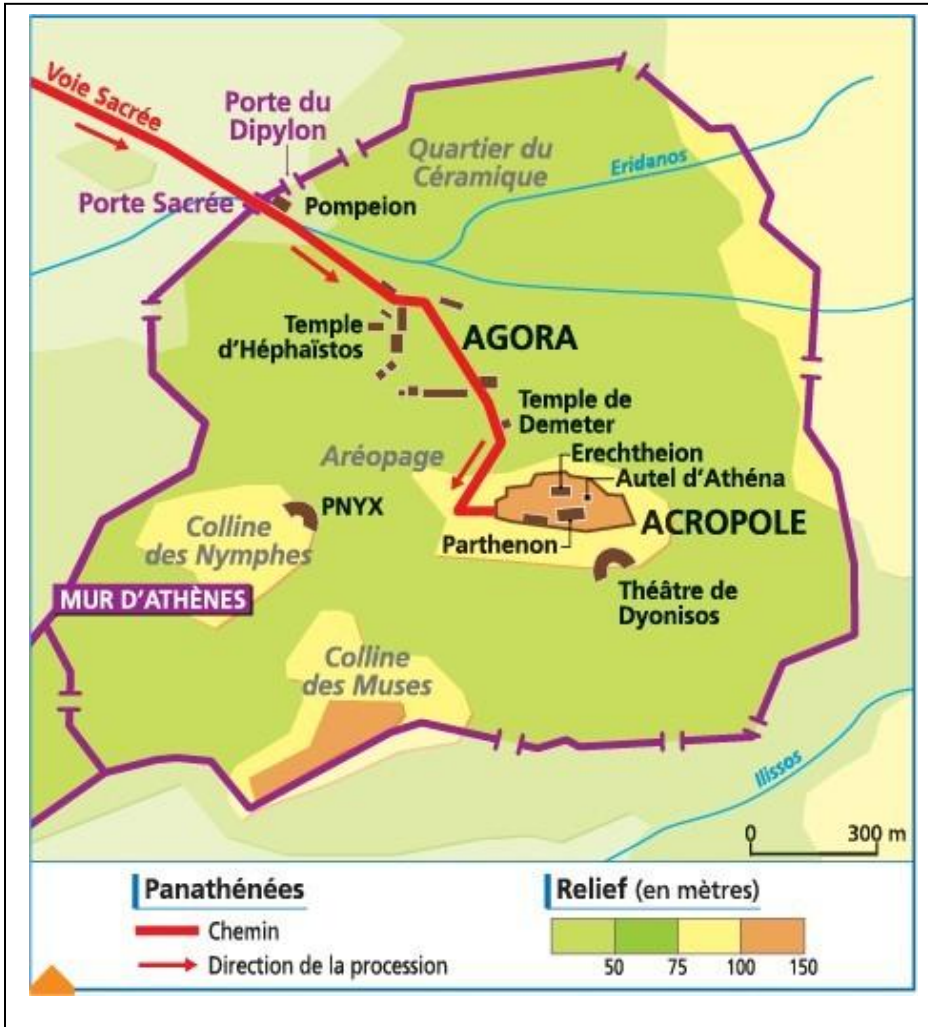 Voie Sacrée
Porte du
Dipylon
Quartier du
Céramique
Eridanos
Porte Sacrée
Pompeion
Temple
d'Héphaïstos
AGORA
Temple de
Demeter
Erechtheion
Aréopage
Autel d'Athéna
PNYX
ACROPOLE
Colline
des Nymphes
Parthenon
MUR D'ATHÈNES
Théâtre de
Dyonisos
Colline
des Muses
Ilissos
0 300 m
Panathénées
Chemin
Direction de la procession
Relief (en mètres)
50 75 100 150